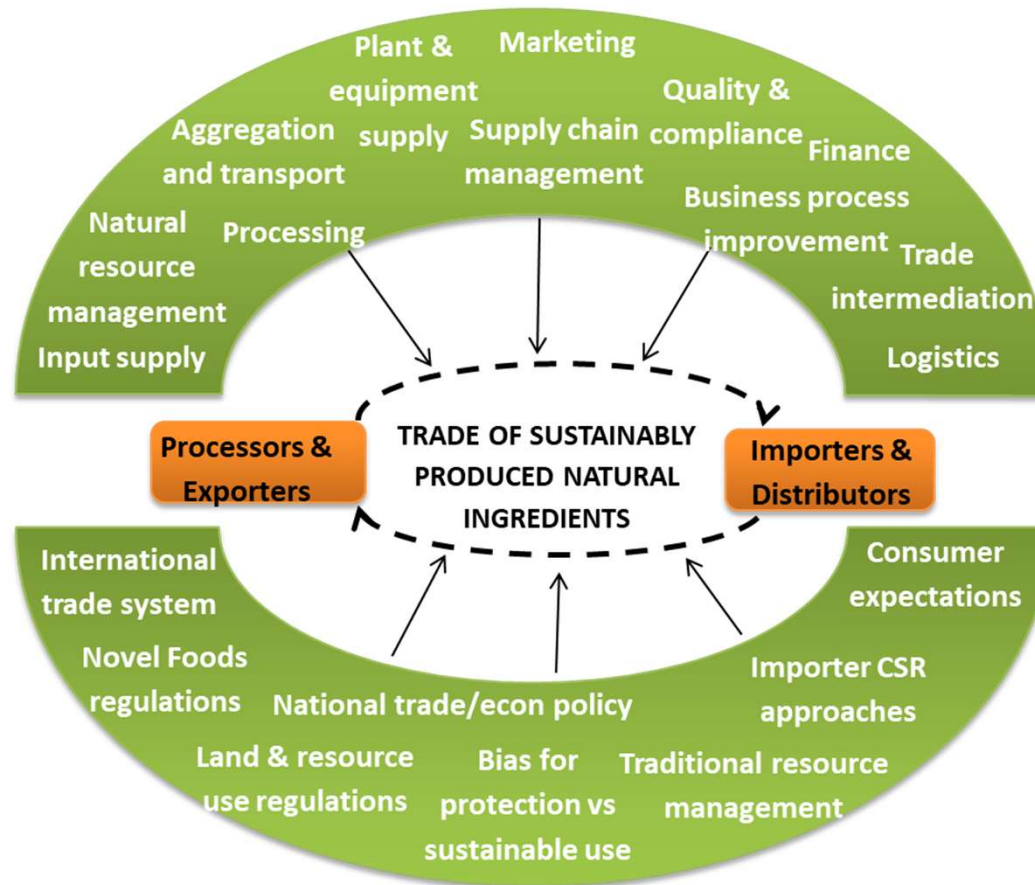 Plant &
equipment
supply
Marketing
Quality &
compliance
Aggregation
and transport
Supply chain
management
Finance
Natural
resource
management
Processing
Business process
improvement
Trade
intermediation
Input supply
Logistics
Processors &
Exporters
TRADE OF SUSTAINABLY
PRODUCED NATURAL
INGREDIENTS
Importers &
Distributors
International
trade system
Consumer
expectations
Novel Foods
regulations
National trade/econ policy
Importer CSR
approaches
Land & resource
use regulations
Bias for
protection vs
sustainable use
Traditional resource
management